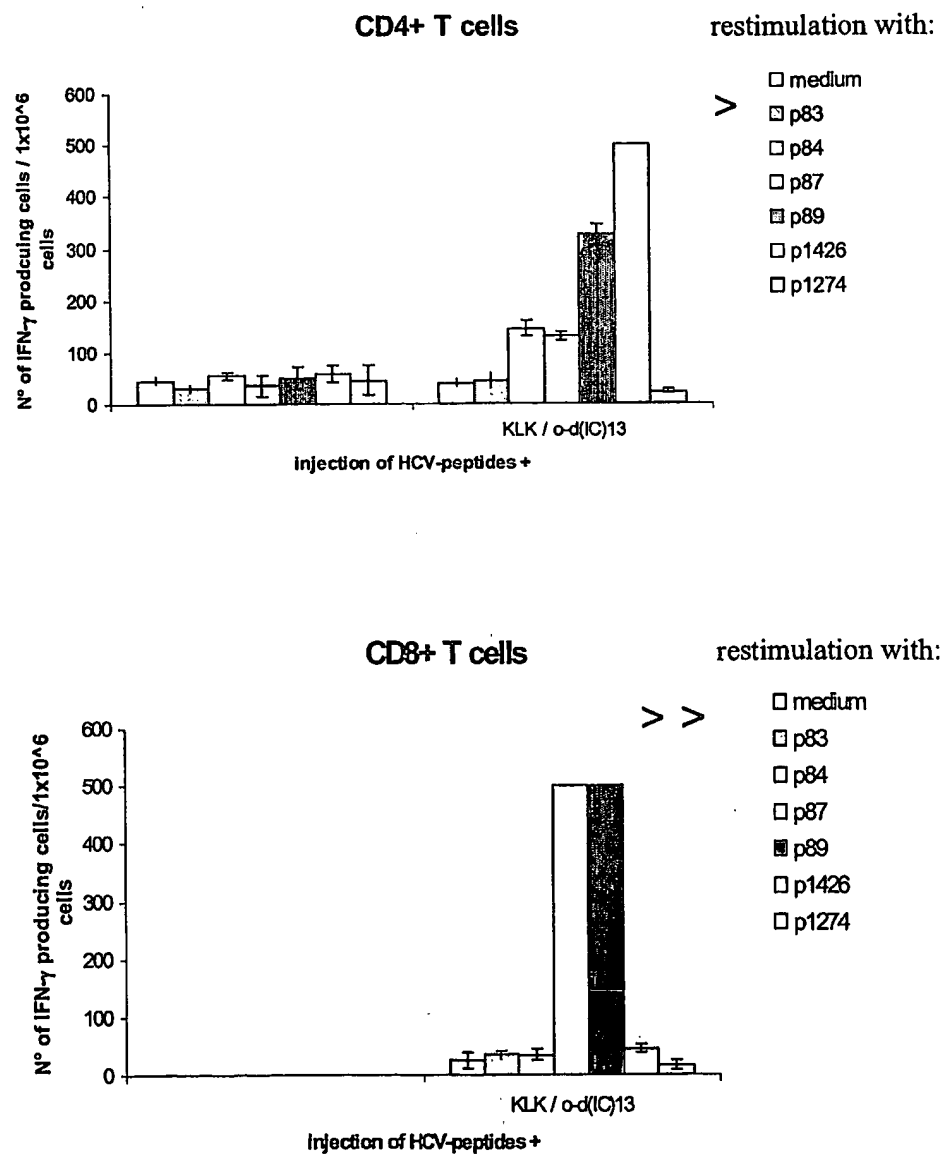 CD4+ T cells
restimulation with:
N° of IFN-γ prodcuing cells / 1x10^6 cells
600
500
400
300
200
100
0
>
medium
p83
p84
p87
p89
p1426
p1274
KLK / o-d(IC)13
injection of HCV-peptides +
CD8+ T cells
restimulation with:
N° of IFN-γ producing cells/1x10^6 cells
600
500
400
300
200
100
0
> >
medium
p83
p84
p87
p89
p1426
p1274
KLK / o-d(IC)13
Injection of HCV-peptides +